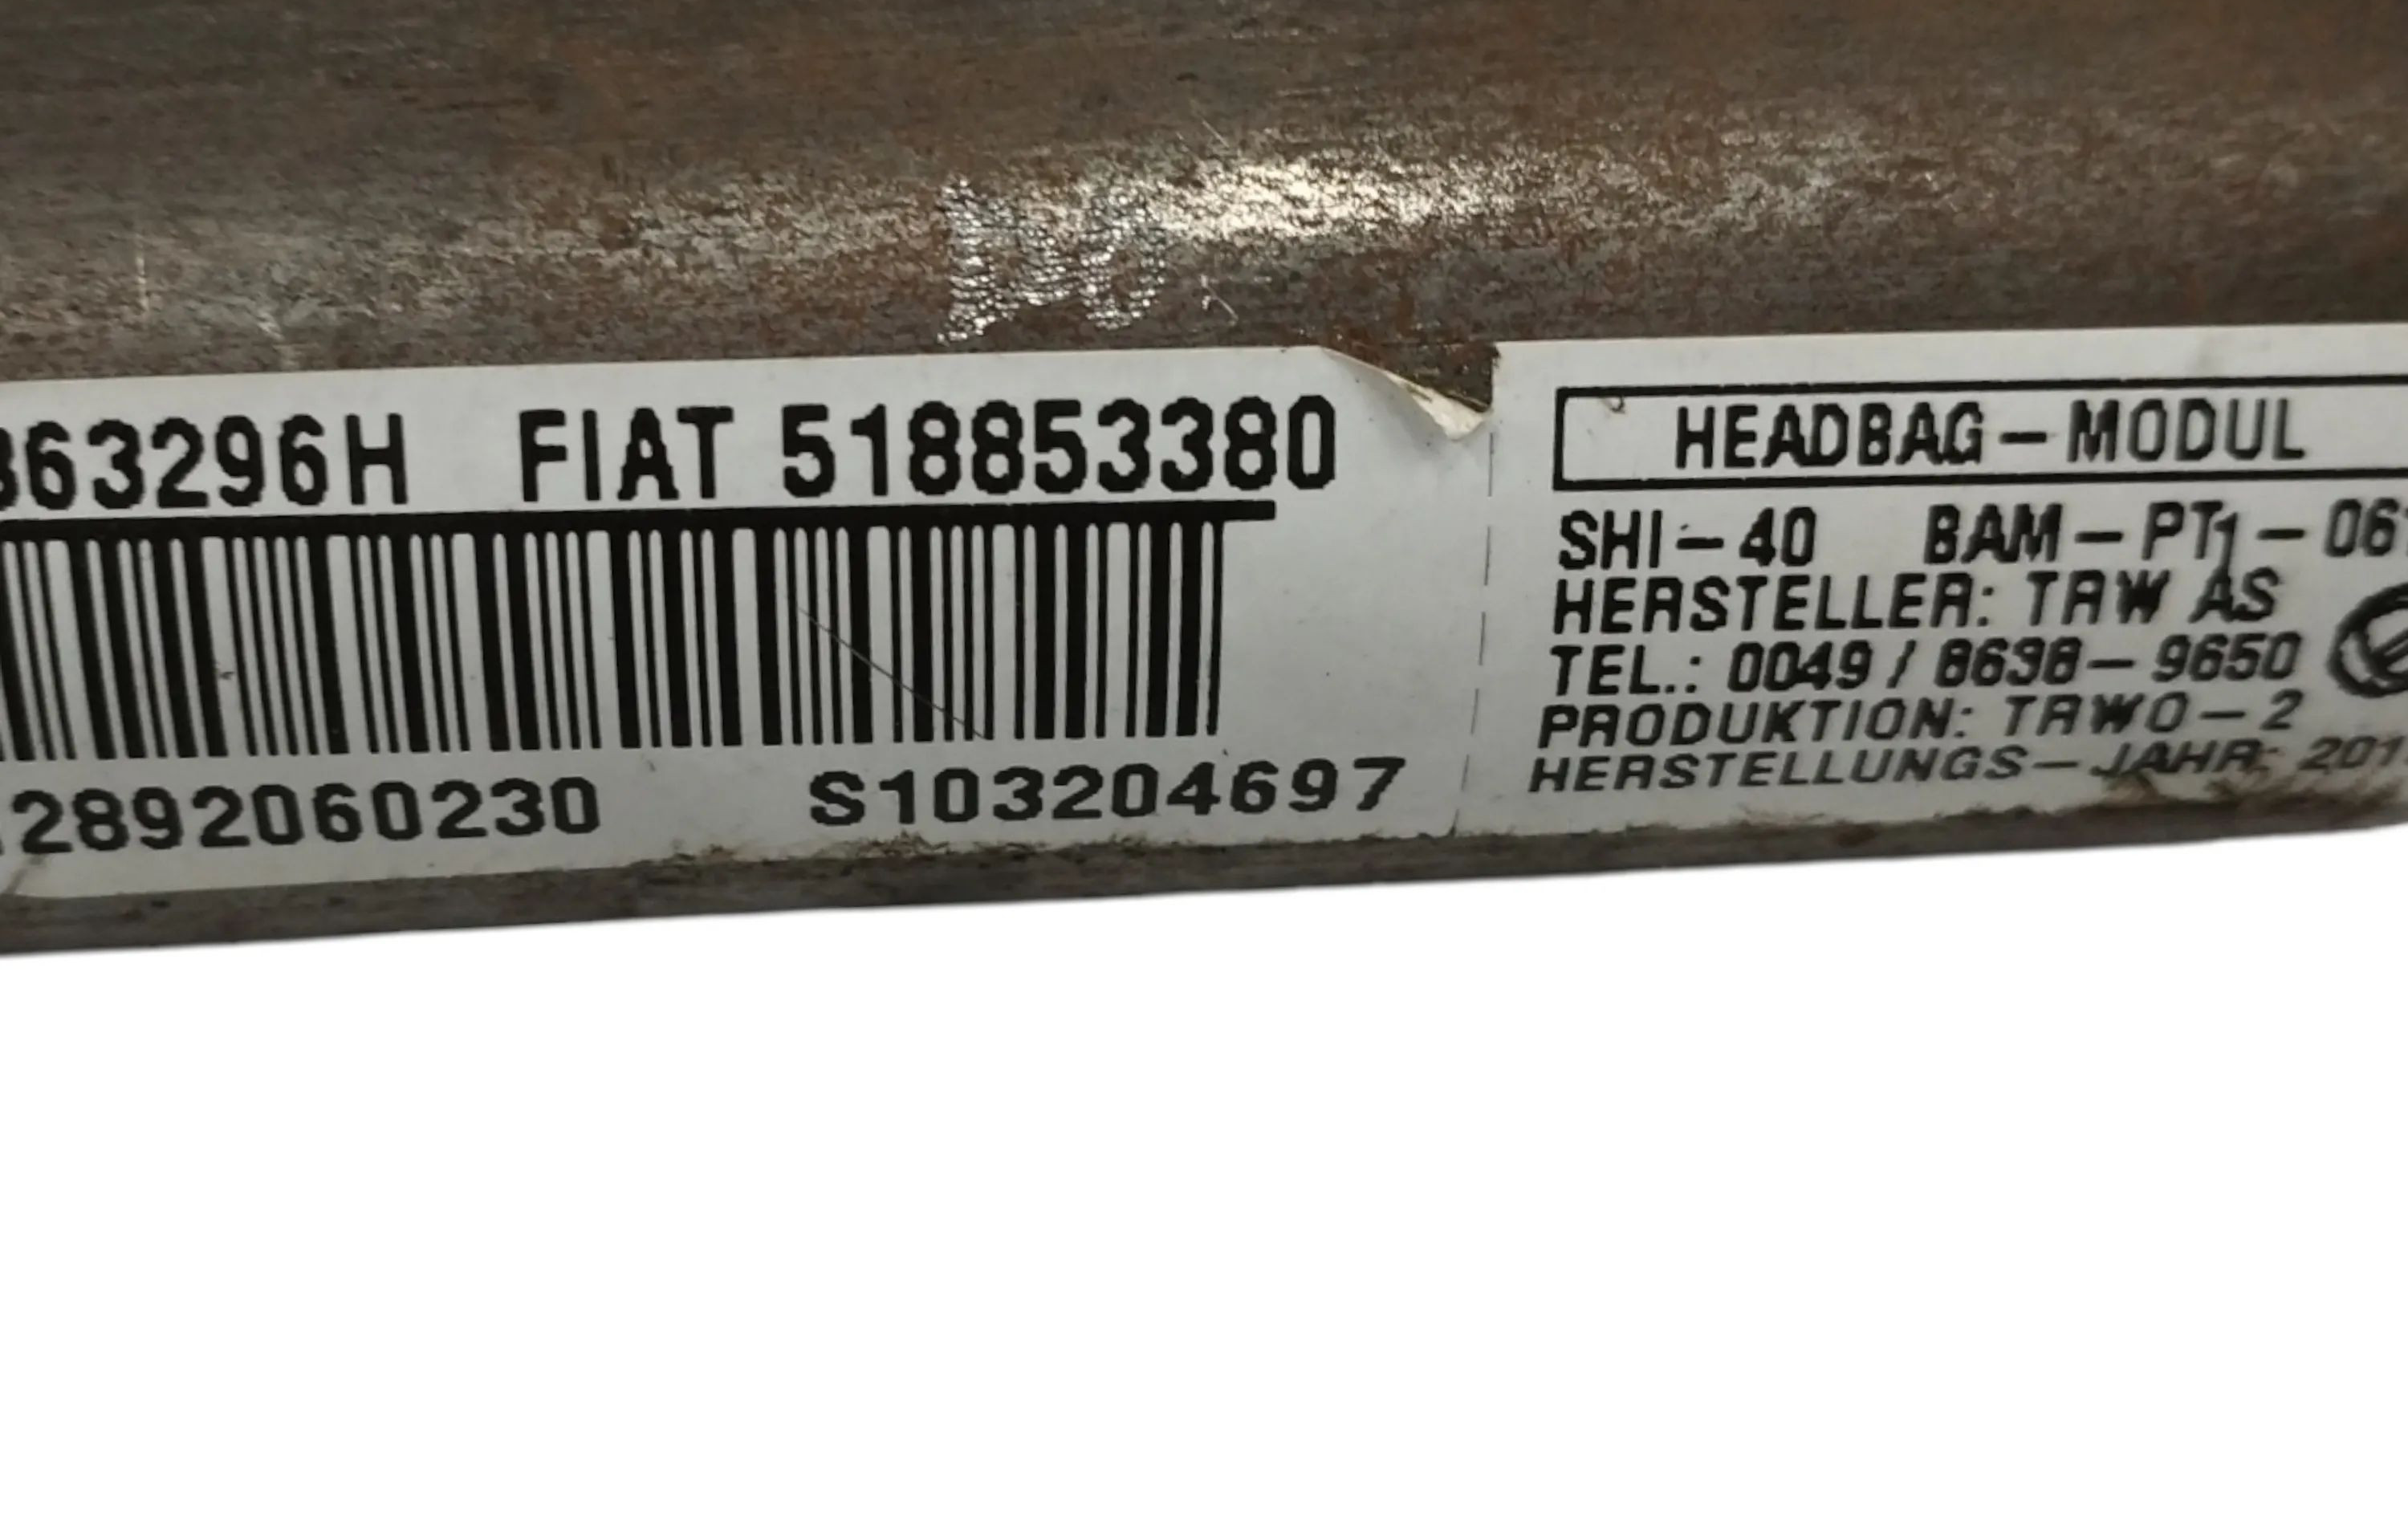 363296H FIAT 518853380
2892060230 S103204697
HEADBAG-MODUL
SHI-40 BAM-PT1-06
HERSTELLER: TRW AS
TEL.: 0049/8638-9650
PRODUKTION: TRWO-2
HERSTELLUNGS-JAHR: 201